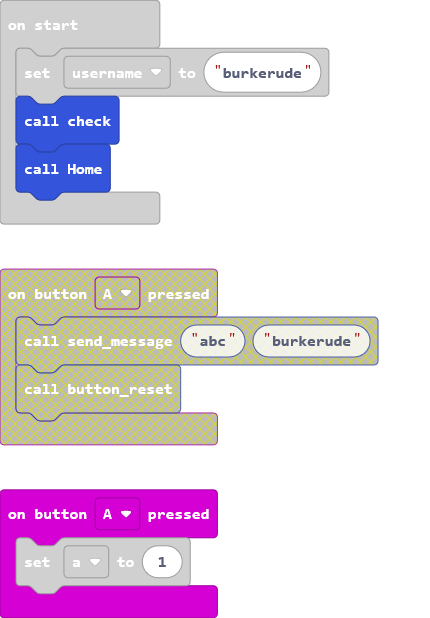 on start
set username to "burkerude"
call check
call Home
on button A pressed
call send_message "abc" "burkerude"
call button_reset
on button A pressed
set a to 1